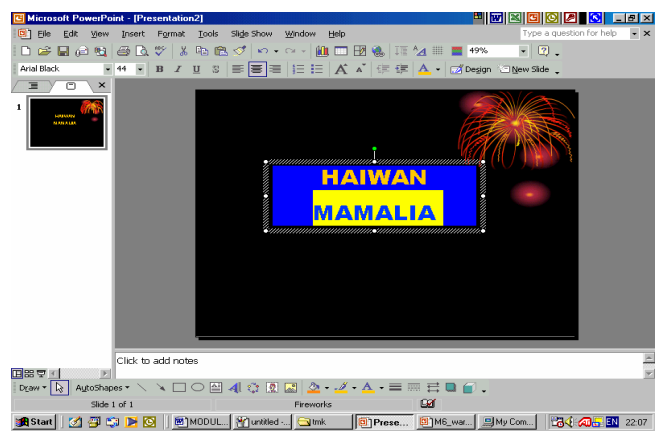 Microsoft PowerPoint - [Presentation2]
File Edit View Insert Format Tools Slide Show Window Help
Type a question for help
49%
Arial Black 44 B I U S A A A Design New Slide
1
HAIWAN
MAMALIA
HAIWAN
MAMALIA
Click to add notes
Draw AutoShapes A A
Slide 1 of 1 Fireworks
Start MODUL... untitled -... tmk Prese... M6_war... My Com... EN 22:07